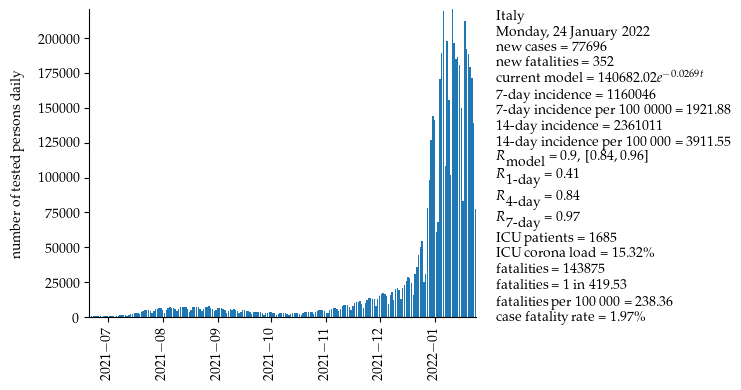 number of tested persons daily
200000
175000
150000
125000
100000
75000
50000
25000
0
2021−07
2021−08
2021−09
2021−10
2021−11
2021−12
2022−01
Italy
Monday, 24 January 2022
new cases = 77696
new fatalities = 352
current model = 140682.02e^−0.0269t
7-day incidence = 1160046
7-day incidence per 100 0000 = 1921.88
14-day incidence = 2361011
14-day incidence per 100 000 = 3911.55
R_model = 0.9, [0.84, 0.96]
R_1-day = 0.41
R_4-day = 0.84
R_7-day = 0.97
ICU patients = 1685
ICU corona load = 15.32%
fatalities = 143875
fatalities = 1 in 419.53
fatalities per 100 000 = 238.36
case fatality rate = 1.97%